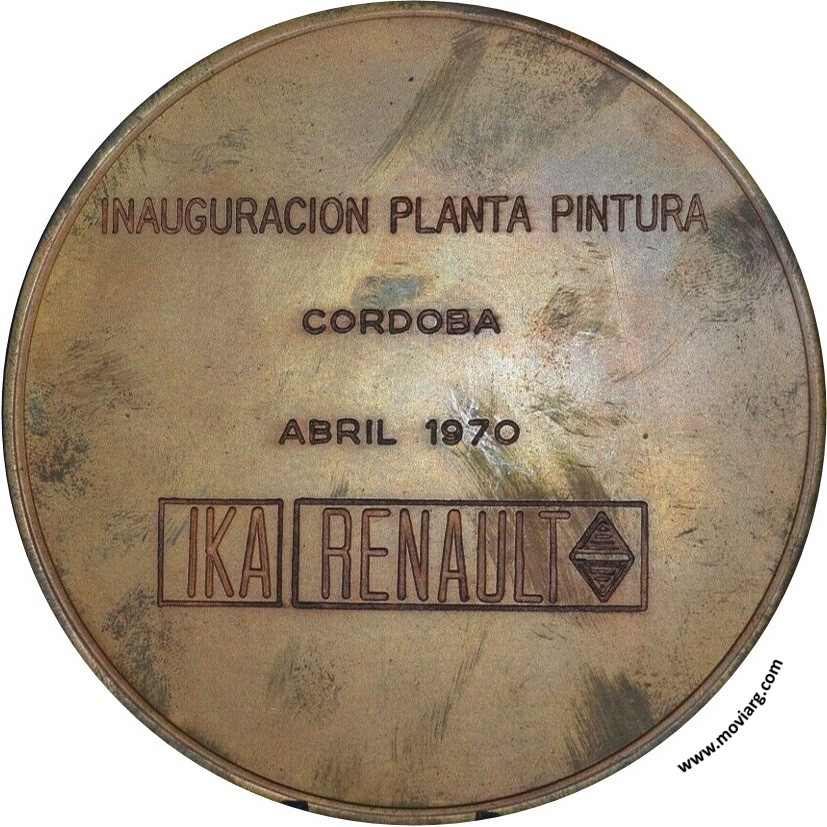 INAUGURACION PLANTA PINTURA
CORDOBA
ABRIL 1970
IKA RENAULT
www.moviarg.com